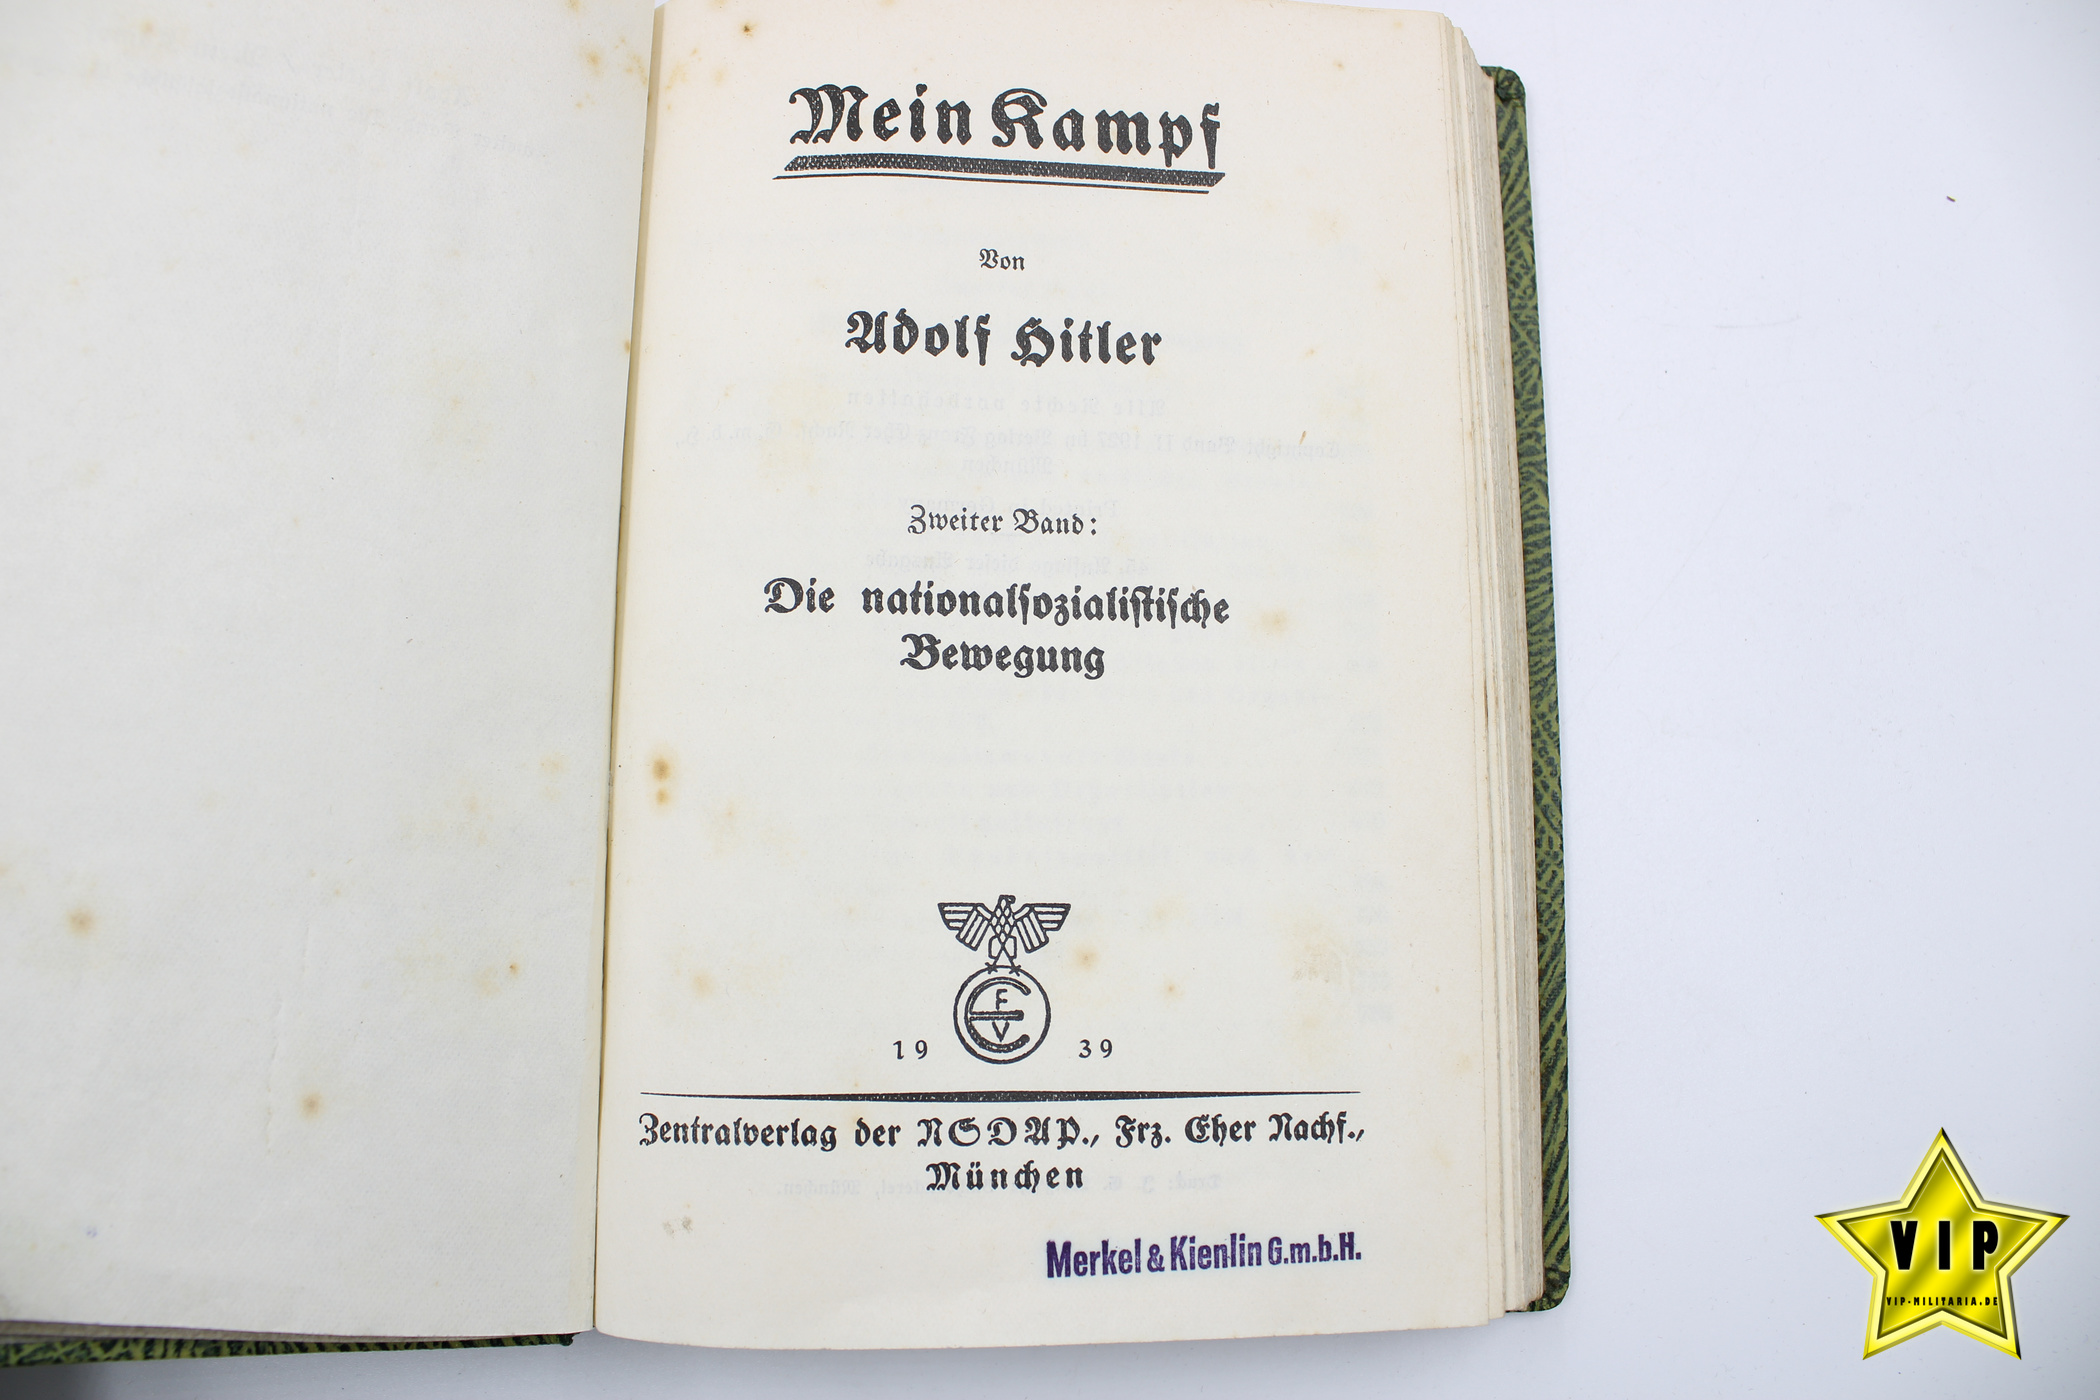 Mein Kampf
Von
Adolf Hitler
Zweiter Band:
Die nationalsozialistische
Bewegung
F
E
V
19 39
Zentralverlag der NSDAP., Frz. Eher Nachf.,
München
Merkel & Kienlin G.m.b.H.
VIP
VIP-MILITARIA.DE